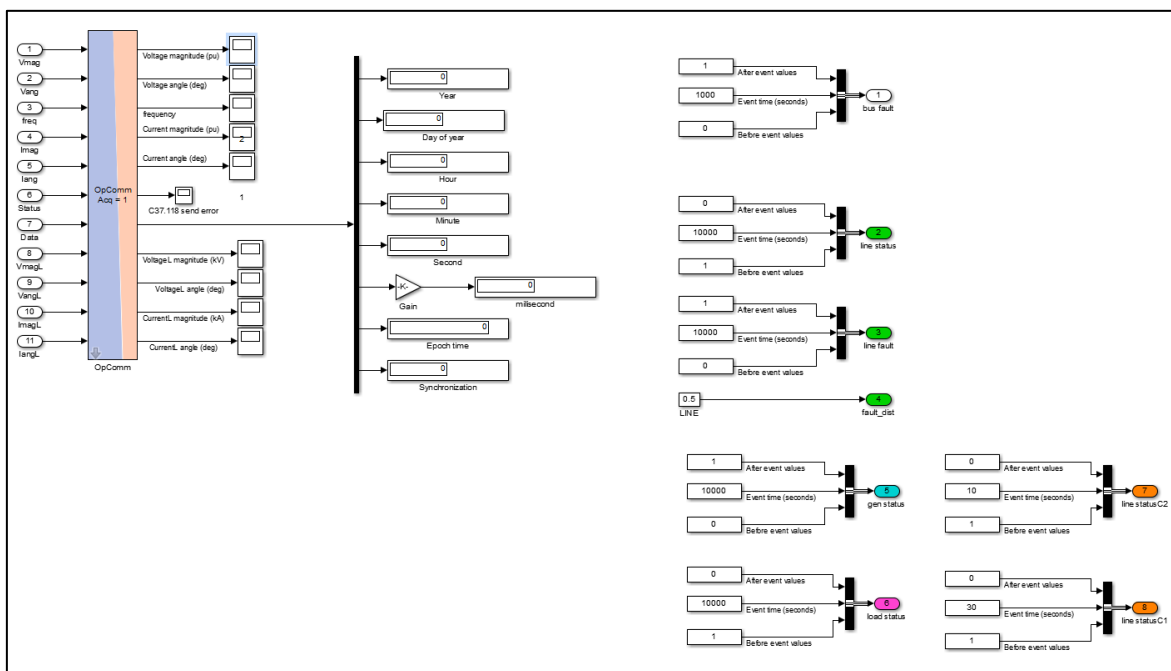 1
Vmag
2
Vang
3
freq
4
Imag
5
Iang
6
Status
7
Data
8
VmagL
9
VangL
10
ImagL
11
IangL
OpComm
Acq = 1
OpComm
Voltage magnitude (pu)
Voltage angle (deg)
frequency
Current magnitude (pu)
2
Current angle (deg)
C37.118 send error
1
VoltageL magnitude (kV)
VoltageL angle (deg)
CurrentL magnitude (kA)
CurrentL angle (deg)
0
Year
0
Day of year
0
Hour
0
Minute
0
Second
-K-
Gain
0
milisecond
0
Epoch time
0
Synchronization
1
After event values
1000
Event time (seconds)
0
Before event values
1
bus fault
0
After event values
10000
Event time (seconds)
1
Before event values
2
line status
1
After event values
10000
Event time (seconds)
0
Before event values
3
line fault
0.5
LINE
4
fault_dist
1
After event values
10000
Event time (seconds)
0
Before event values
5
gen status
0
After event values
10
Event time (seconds)
1
Before event values
7
line statusC2
0
After event values
10000
Event time (seconds)
1
Before event values
6
load status
0
After event values
30
Event time (seconds)
1
Before event values
8
line statusC1